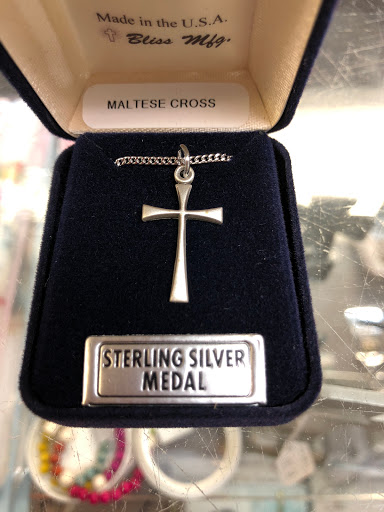 Made in the U.S.A.
Bliss Mfg.
MALTESE CROSS
STERLING SILVER
MEDAL